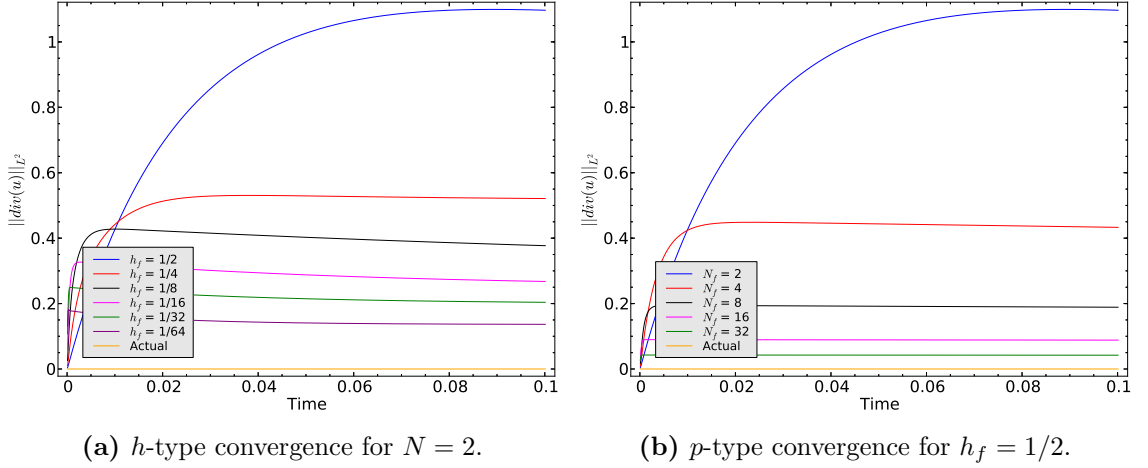 1
0.8
0.6
0.4
0.2
0
||div(u)||_{L^2}
h_f = 1/2
h_f = 1/4
h_f = 1/8
h_f = 1/16
h_f = 1/32
h_f = 1/64
Actual
0 0.02 0.04 0.06 0.08 0.1
Time
(a) h-type convergence for N = 2.
1
0.8
0.6
0.4
0.2
0
||div(u)||_{L^2}
N_f = 2
N_f = 4
N_f = 8
N_f = 16
N_f = 32
Actual
0 0.02 0.04 0.06 0.08 0.1
Time
(b) p-type convergence for h_f = 1/2.